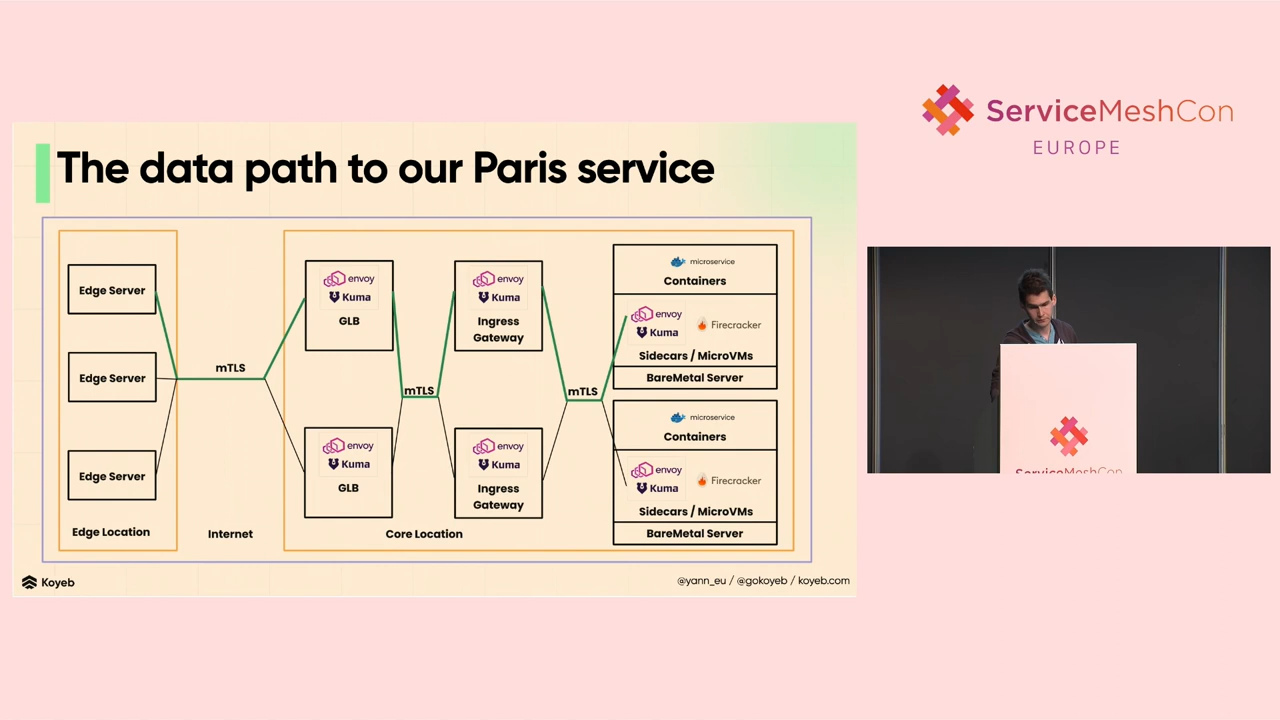 ServiceMeshCon
EUROPE
The data path to our Paris service
Edge Server
Edge Server
Edge Server
Edge Location
mTLS
Internet
envoy
Kuma
GLB
envoy
Kuma
GLB
mTLS
Core Location
envoy
Kuma
Ingress
Gateway
envoy
Kuma
Ingress
Gateway
mTLS
microservice
Containers
envoy
Kuma
Firecracker
Sidecars / MicroVMs
BareMetal Server
microservice
Containers
envoy
Kuma
Firecracker
Sidecars / MicroVMs
BareMetal Server
Koyeb
@yann_eu / @gokoyeb / koyeb.com
ServiceMeshCon